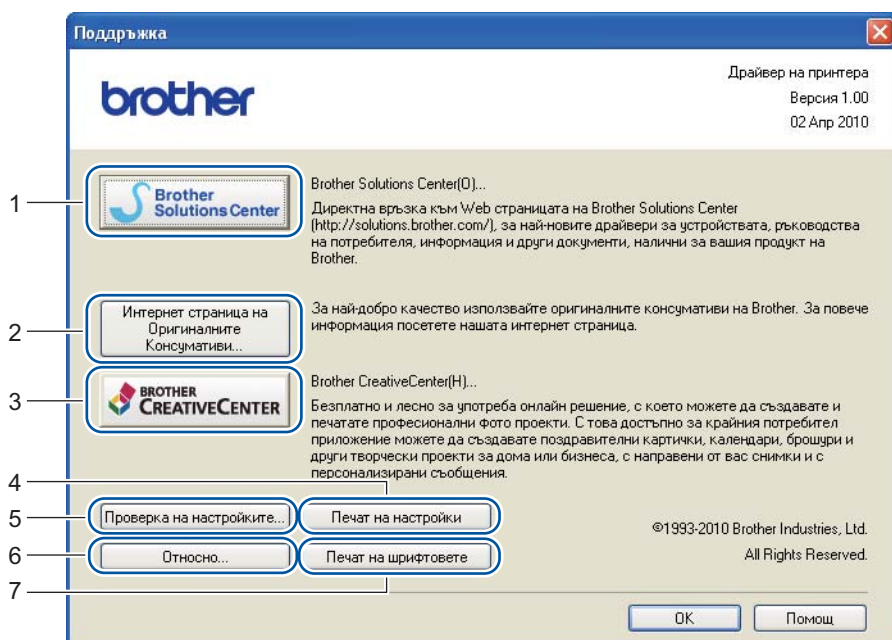 Поддръжка
brother
Драйвер на принтера
Версия 1.00
02 Апр 2010
1
Brother
Solutions Center
Brother Solutions Center(O)...
Директна връзка към Web страницата на Brother Solutions Center
(http://solutions.brother.com/), за най-новите драйвери за устройствата, ръководства
на потребителя, информация и други документи, налични за вашия продукт на
Brother.
2
Интернет страница на
Оригиналните
Консумативи...
За най-добро качество използвайте оригиналните консумативи на Brother. За повече
информация посетете нашата интернет страница.
3
BROTHER
CREATIVECENTER
Brother CreativeCenter(H)...
Безплатно и лесно за употреба онлайн решение, с което можете да създавате и
печатате професионални фото проекти. С това достъпно за крайния потребител
приложение можете да създавате поздравителни картички, календари, брошури и
други творчески проекти за дома или бизнеса, с направени от вас снимки и с
персонализирани съобщения.
4
5
Проверка на настройките...
Печат на настройки
©1993-2010 Brother Industries, Ltd.
6
Относно...
Печат на шрифтовете
All Rights Reserved.
7
OK
Помощ